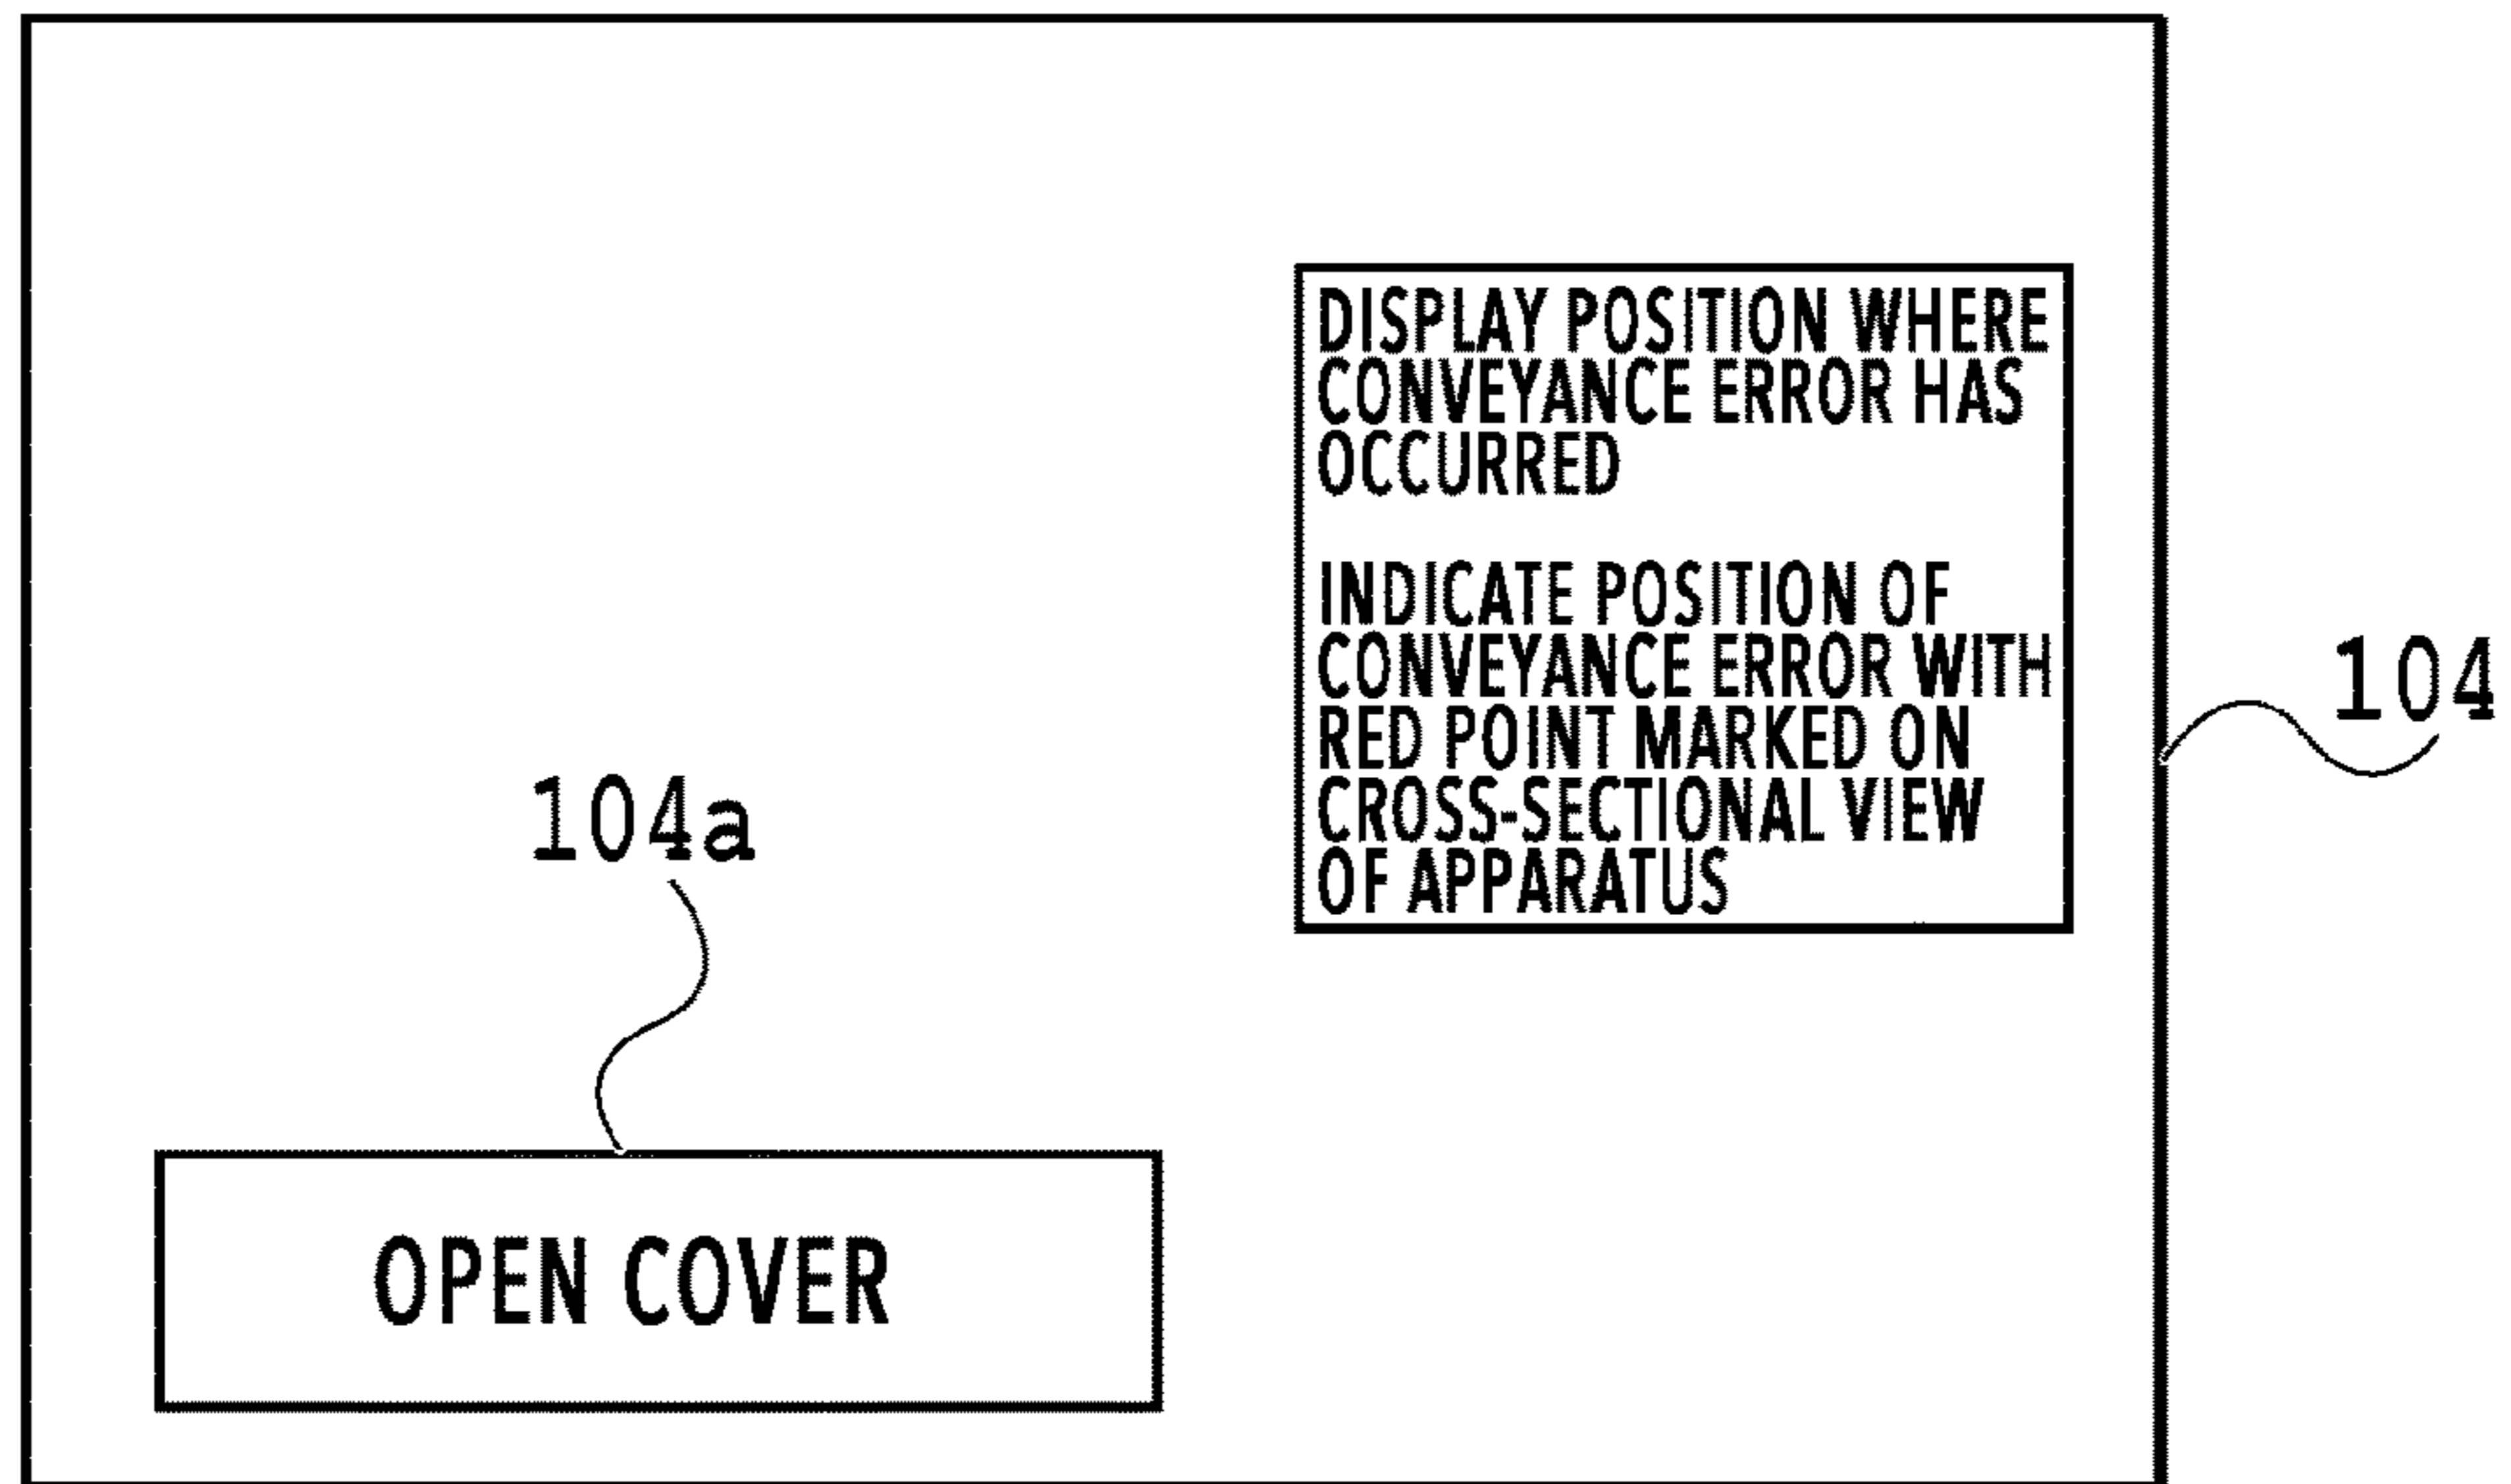 DISPLAY POSITION WHERE
CONVEYANCE ERROR HAS
OCCURRED
INDICATE POSITION OF
CONVEYANCE ERROR WITH
RED POINT MARKED ON
CROSS-SECTIONAL VIEW
OF APPARATUS
104
104a
OPEN COVER